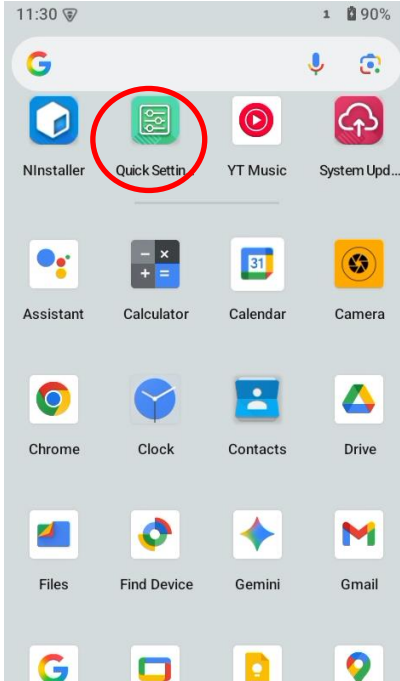 11:30 1 90%
NInstaller Quick Settin... YT Music System Upd...
31
Assistant Calculator Calendar Camera
Chrome Clock Contacts Drive
Files Find Device Gemini Gmail